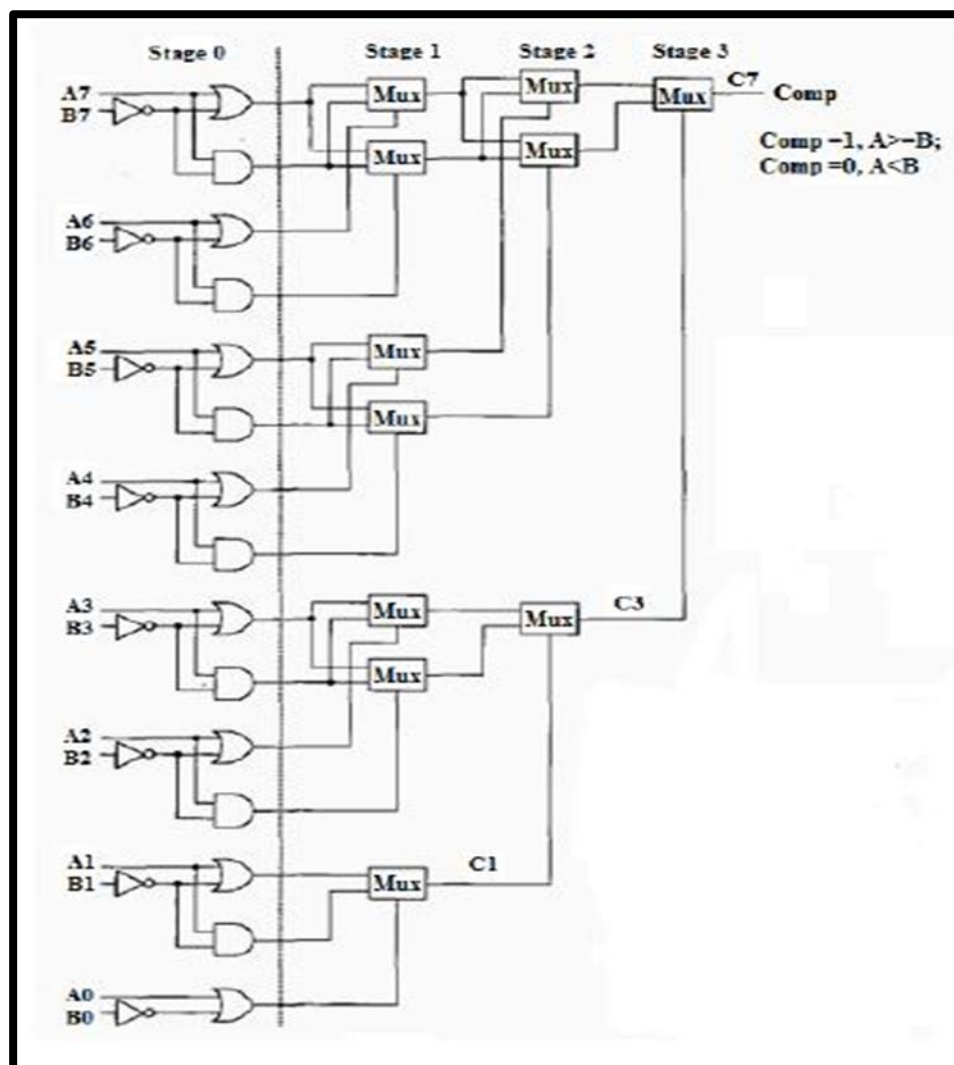 Stage 0 Stage 1 Stage 2 Stage 3
A7
B7
Mux
Mux
Mux
Mux
Mux
C7
Comp
Comp =1, A>=B;
Comp =0, A<B
A6
B6
A5
B5
Mux
Mux
A4
B4
A3
B3
Mux
Mux
Mux
C3
A2
B2
A1
B1
Mux
C1
A0
B0